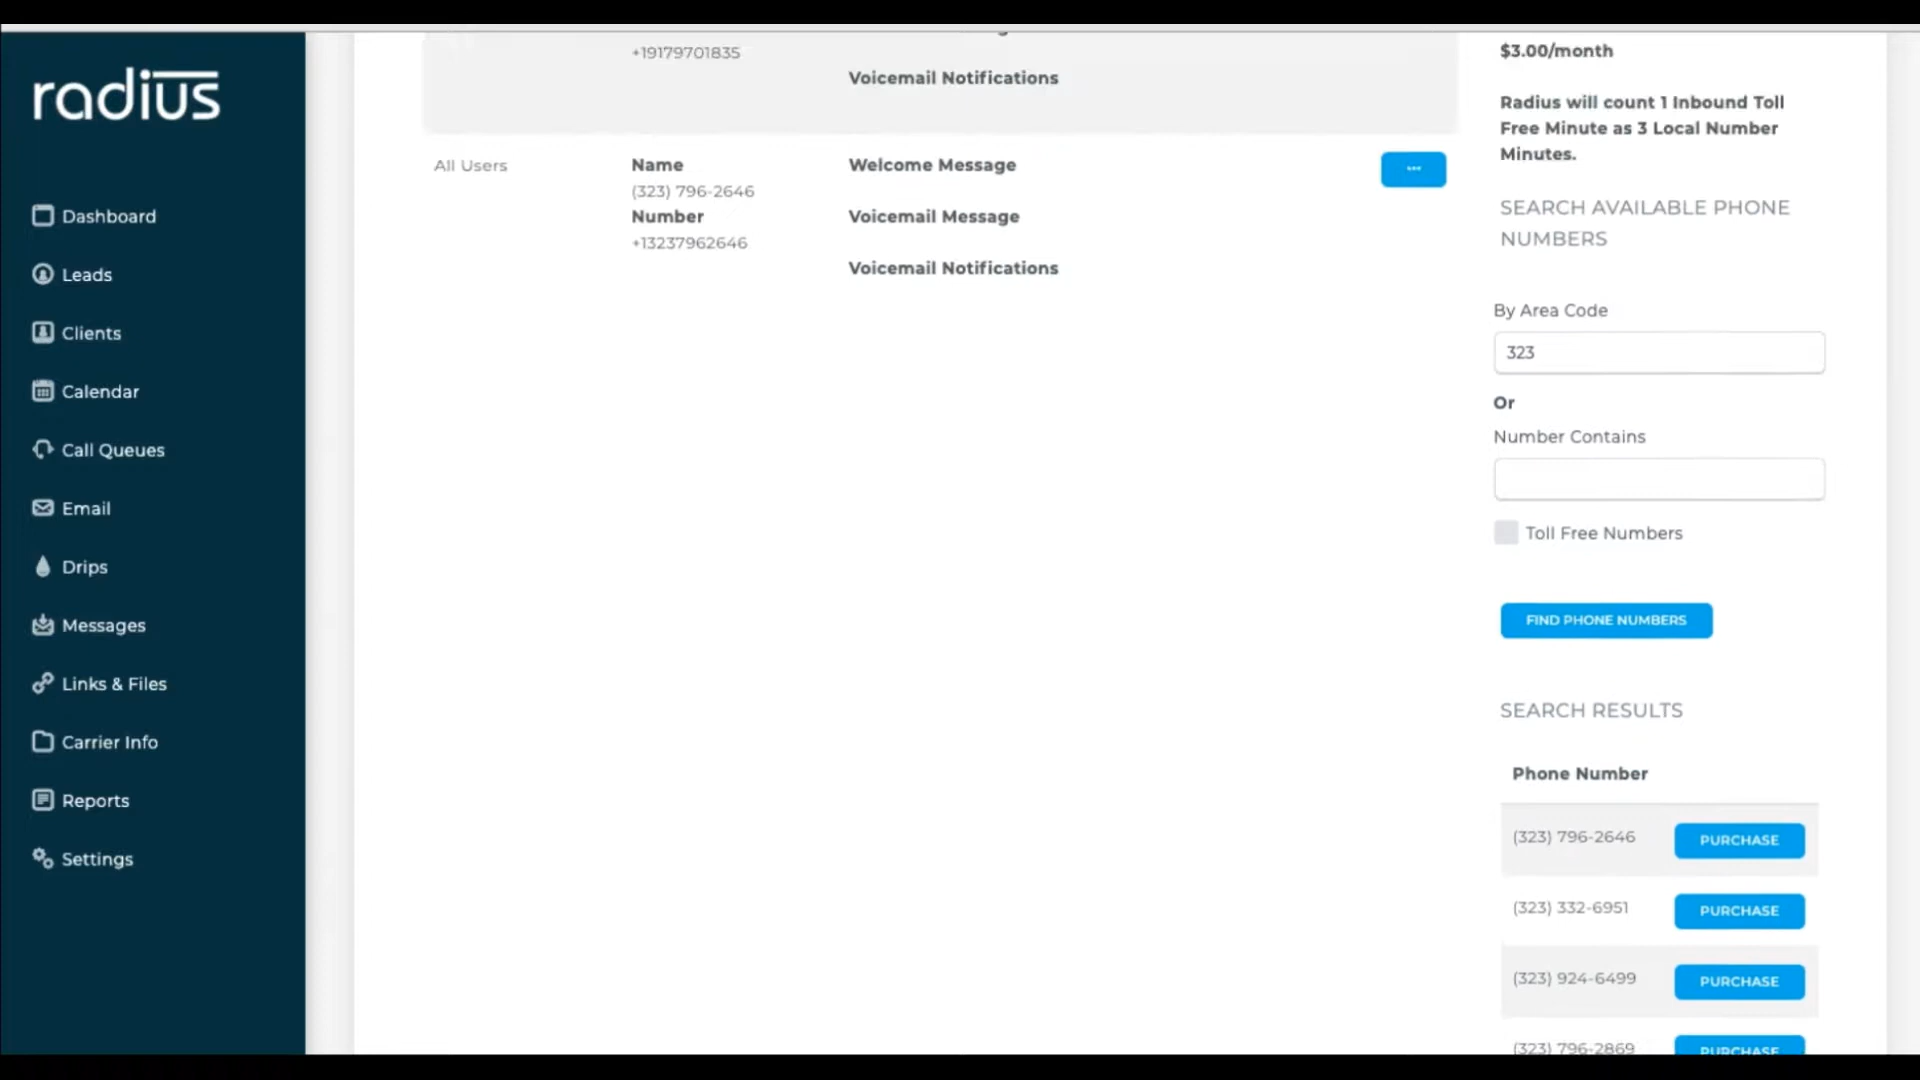 radius
Dashboard
Leads
Clients
Calendar
Call Queues
Email
Drips
Messages
Links & Files
Carrier Info
Reports
Settings
+19179701835
Voicemail Notifications
All Users
Name
(323) 796-2646
Number
+13237962646
Welcome Message
Voicemail Message
Voicemail Notifications
...
$3.00/month
Radius will count 1 Inbound Toll
Free Minute as 3 Local Number
Minutes.
SEARCH AVAILABLE PHONE
NUMBERS
By Area Code
323
Or
Number Contains
Toll Free Numbers
FIND PHONE NUMBERS
SEARCH RESULTS
Phone Number
(323) 796-2646 PURCHASE
(323) 332-6951 PURCHASE
(323) 924-6499 PURCHASE
(323) 796-2869 PURCHASE